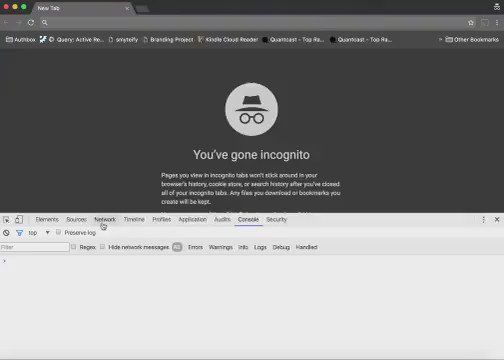 New Tab
Authbox Query: Active Re smyteify Branding Project Kindle Cloud Reader Quantcast - Top Ra Quantcast - Top Ra » Other Bookmarks
You've gone incognito
Pages you view in incognito tabs won't stick around in
your browser's history, cookie store, or search history after you've closed
all of your incognito tabs. Any files you download or bookmarks you
create will be kept.
Elements Sources Network Timeline Profiles Application Audits Console Security
top Preserve log
Filter Regex Hide network messages All Errors Warnings Info Logs Debug Handled